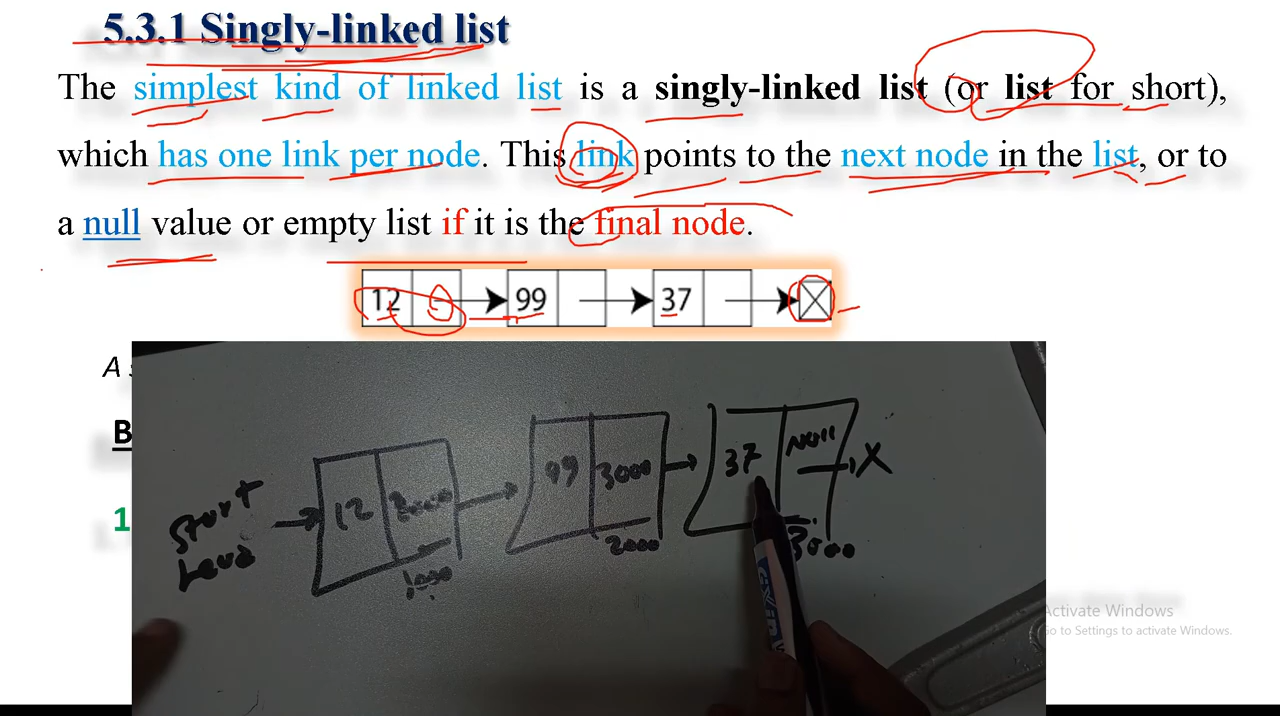 5.3.1 Singly-linked list
The simplest kind of linked list is a singly-linked list (or list for short),
which has one link per node. This link points to the next node in the list, or to
a null value or empty list if it is the final node.
12 99 37
A
B
1
Start
12 2000
1000
99 3000
2000
37 Null X
3000
Activate Windows
Go to Settings to activate Windows.